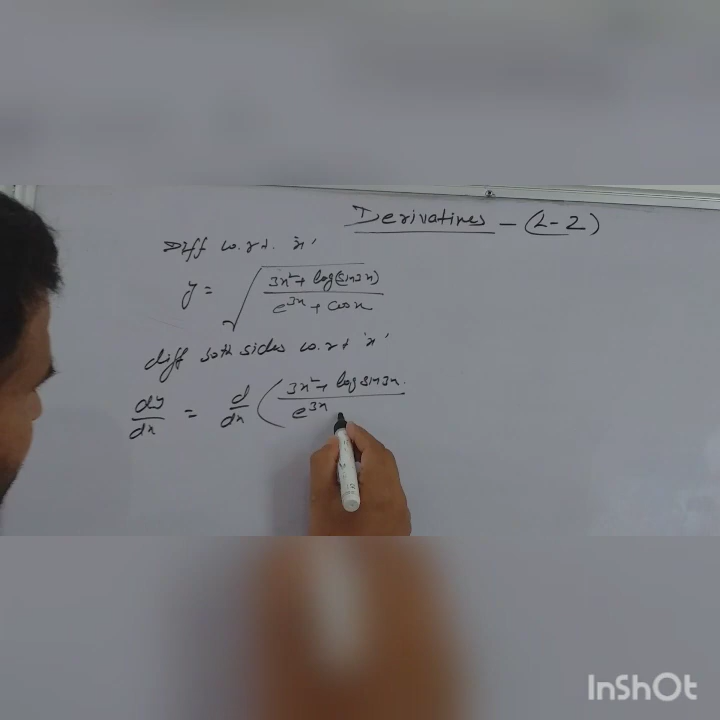 Derivatives - (L-2)
Diff w.r.t. 'x'
y = √((3x² + log(sin3x))/(e^{3x} + cosx))
diff both sides w.r.t 'x'
dy/dx = d/dx ((3x² + log sin3x)/(e^{3x}
InShOt